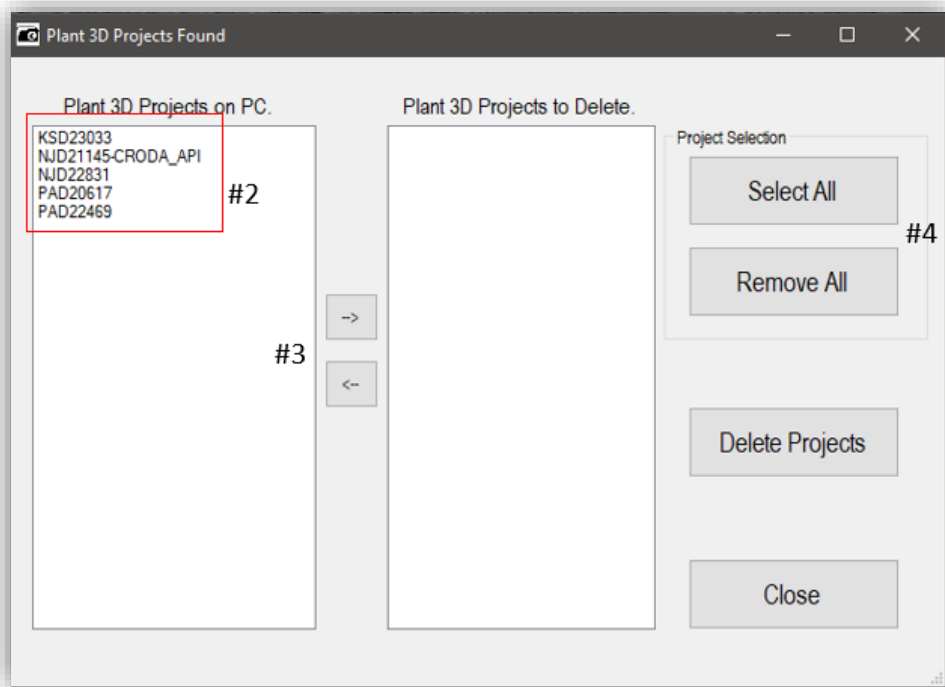 Plant 3D Projects Found
Plant 3D Projects on PC.
Plant 3D Projects to Delete.
KSD23033
NJD21145-CRODA_API
NJD22831
PAD20617
PAD22469
#2
Project Selection
Select All
#4
Remove All
-->
#3
<--
Delete Projects
Close